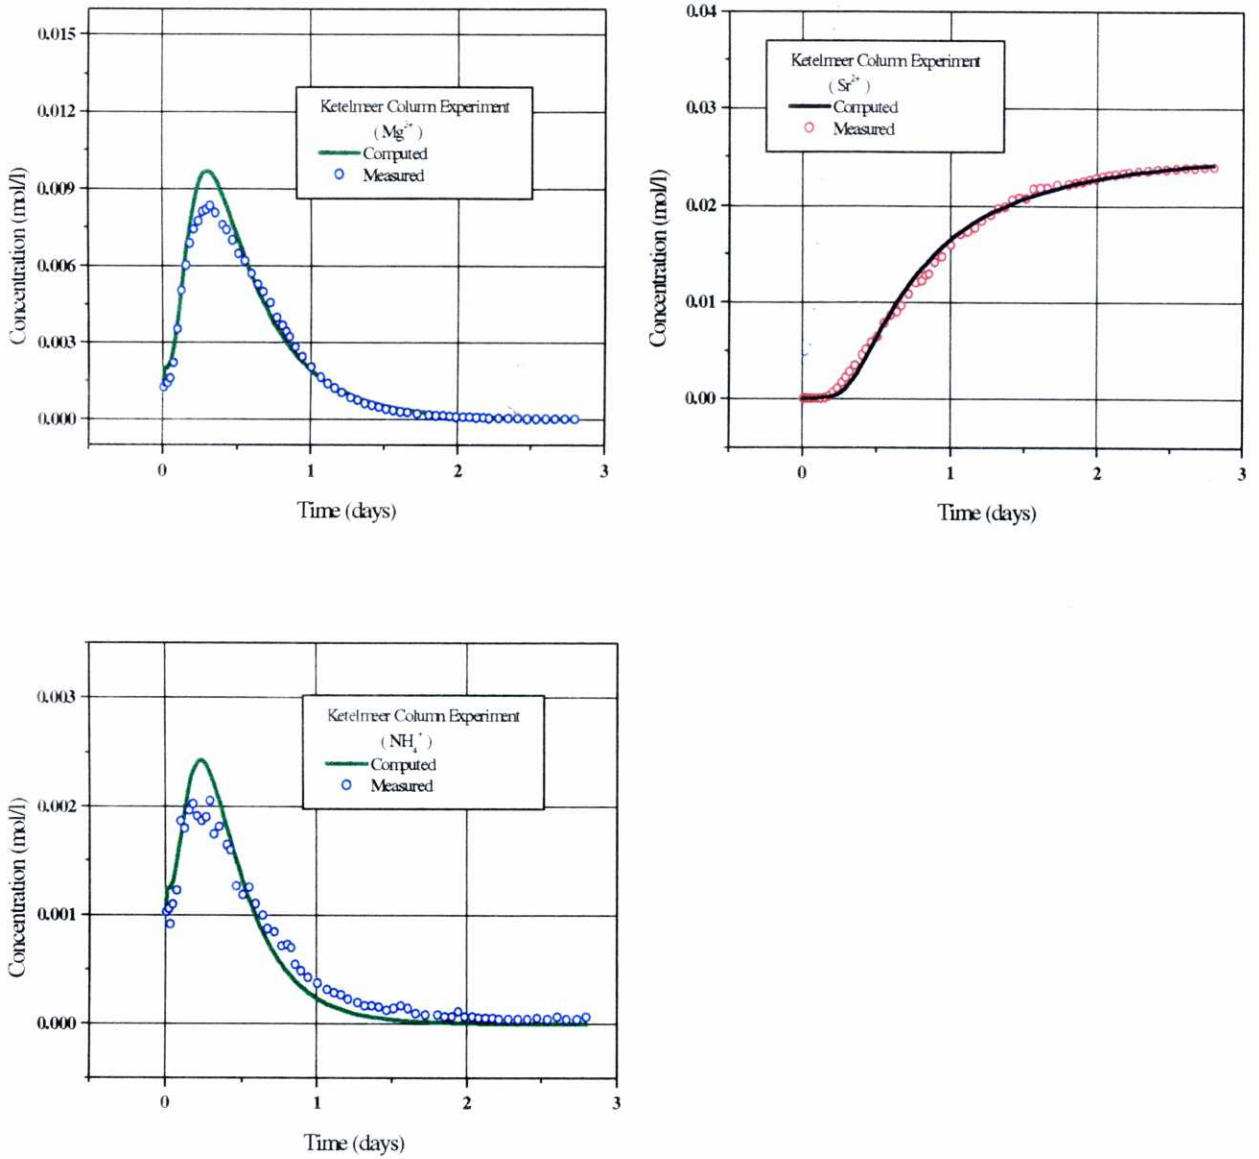 0.015
0.012
0.009
0.006
0.003
0.000
Concentration (mol/l)
Ketelmeer Column Experiment
( Mg²⁺ )
Computed
Measured
0 1 2 3
Time (days)
0.04
0.03
0.02
0.01
0.00
Concentration (mol/l)
Ketelmeer Column Experiment
( Sr²⁺ )
Computed
Measured
0 1 2 3
Time (days)
0.003
0.002
0.001
0.000
Concentration (mol/l)
Ketelmeer Column Experiment
( NH₄⁺ )
Computed
Measured
0 1 2 3
Time (days)